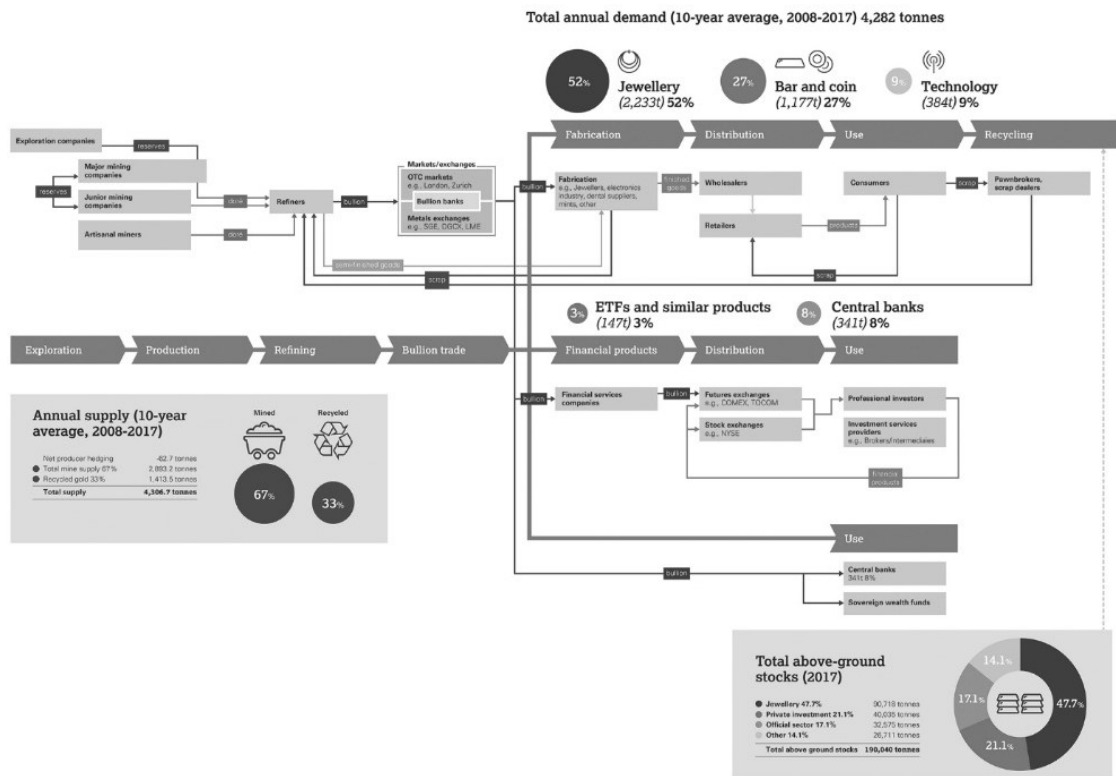 Total annual demand (10-year average, 2008-2017) 4,282 tonnes
52%
Jewellery
(2,233t) 52%
27%
Bar and coin
(1,177t) 27%
9%
Technology
(384t) 9%
Fabrication
Distribution
Use
Recycling
Exploration companies
reserves
Major mining
companies
reserves
Junior mining
companies
doré
Artisanal miners
doré
Refiners
bullion
Markets/exchanges
OTC markets
e.g., London, Zurich
Bullion banks
Metals exchanges
e.g., SGE, DGCX, LME
bullion
Fabrication
e.g., Jewellers, electronics
industry, dental suppliers,
mints, other
finished
goods
Wholesalers
Retailers
products
Consumers
scrap
Pawnbrokers,
scrap dealers
semi-finished goods
scrap
scrap
3%
ETFs and similar products
(147t) 3%
8%
Central banks
(341t) 8%
Exploration
Production
Refining
Bullion trade
Financial products
Distribution
Use
bullion
Financial services
companies
bullion
Futures exchanges
e.g., COMEX, TOCOM
Stock exchanges
e.g., NYSE
Professional investors
Investment services
providers
e.g. Brokers/Intermediaries
financial
products
Annual supply (10-year
average, 2008-2017)
Net producer hedging -62.7 tonnes
Total mine supply 67% 2,893.2 tonnes
Recycled gold 33% 1,413.5 tonnes
Total supply 4,306.7 tonnes
Mined
67%
Recycled
33%
Use
bullion
Central banks
341t 8%
Sovereign wealth funds
Total above-ground
stocks (2017)
Jewellery 47.7% 90,718 tonnes
Private investment 21.1% 40,035 tonnes
Official sector 17.1% 32,575 tonnes
Other 14.1% 26,711 tonnes
Total above ground stocks 190,040 tonnes
14.1%
17.1%
47.7%
21.1%